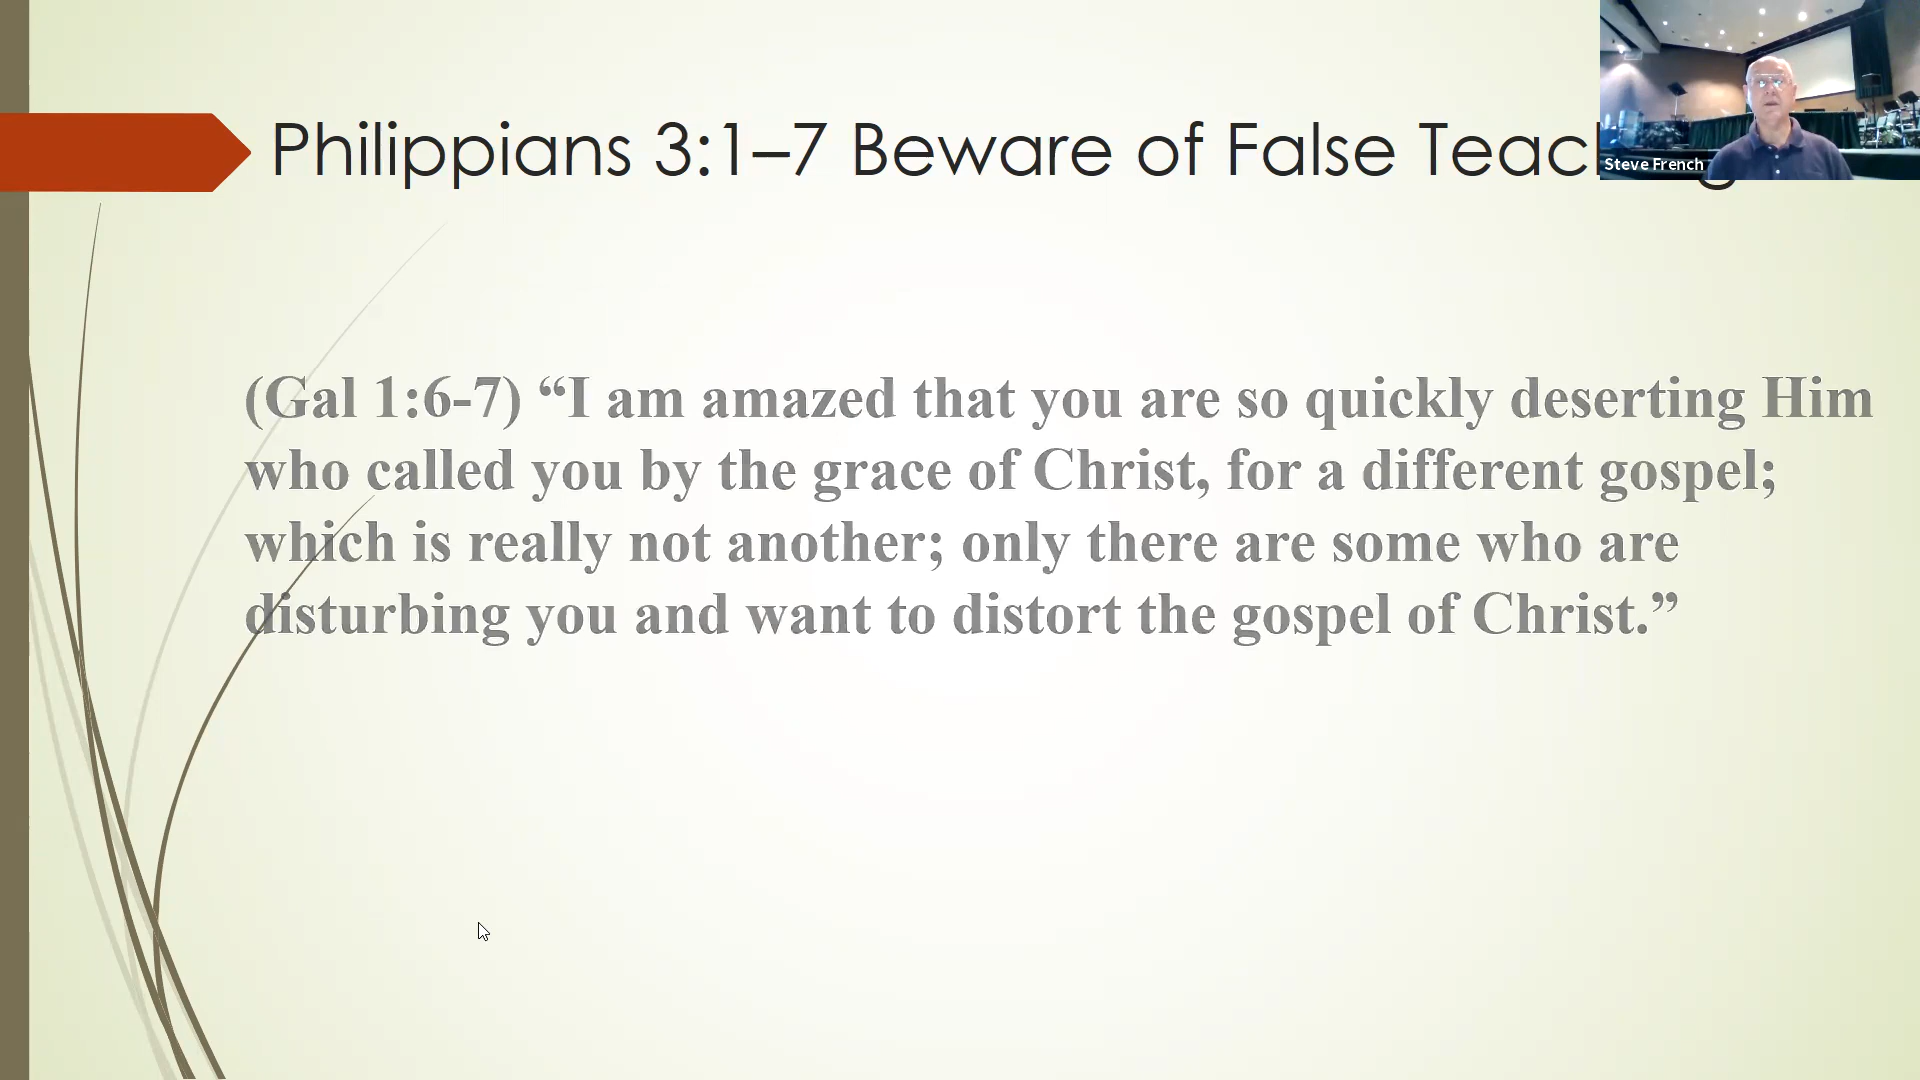 Philippians 3:1–7 Beware of False
Steve French
(Gal 1:6-7) “I am amazed that you are so quickly deserting Him
who called you by the grace of Christ, for a different gospel;
which is really not another; only there are some who are
disturbing you and want to distort the gospel of Christ.”